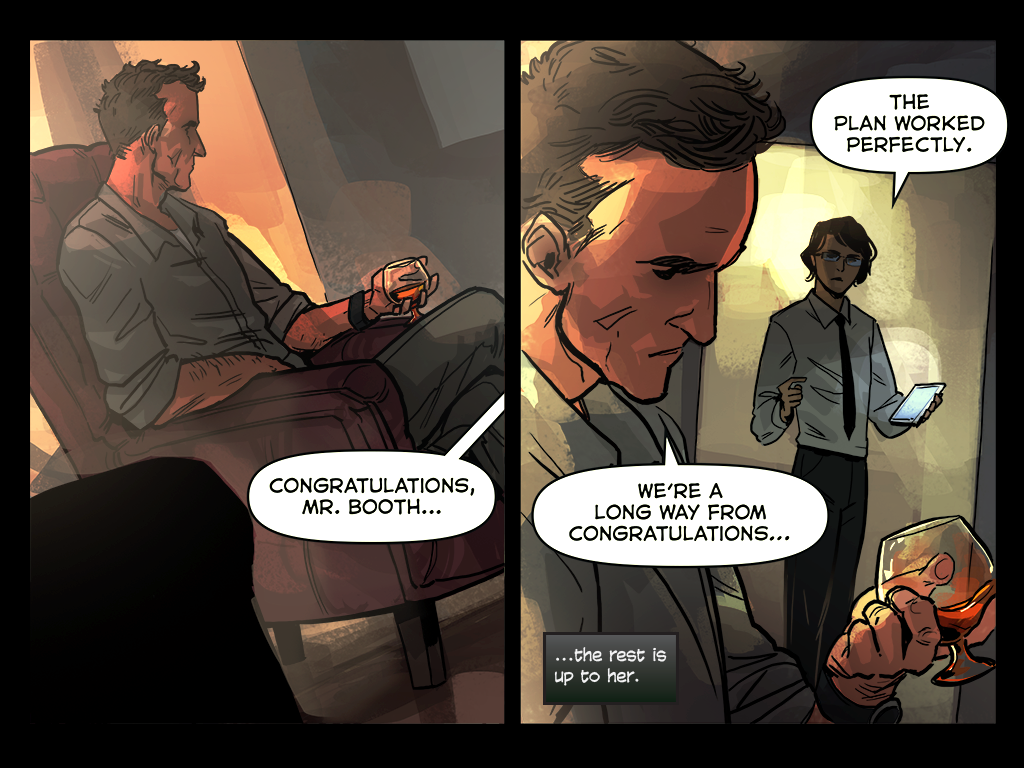 CONGRATULATIONS,
MR. BOOTH...
THE
PLAN WORKED
PERFECTLY.
WE'RE A
LONG WAY FROM
CONGRATULATIONS...
...the rest is
up to her.